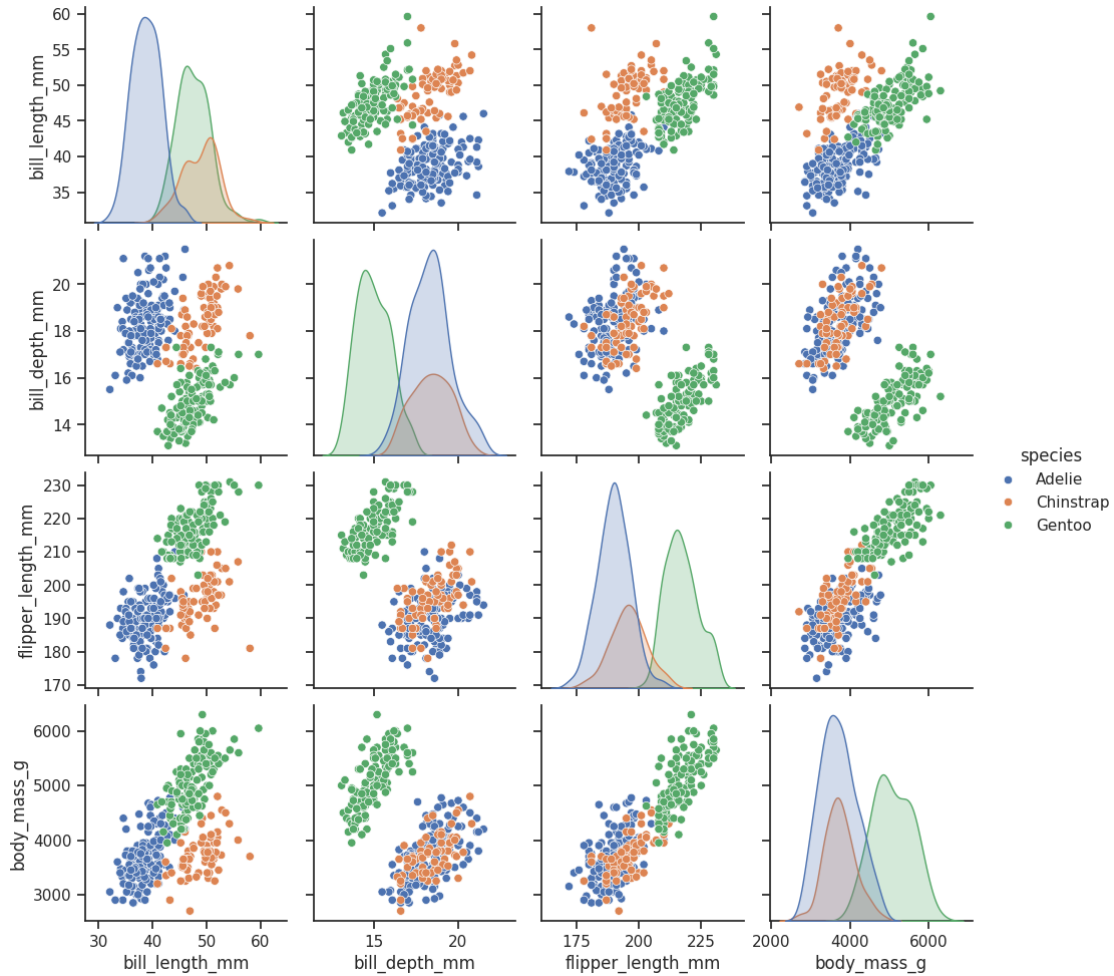 bill_length_mm
60
55
50
45
40
35
bill_depth_mm
20
18
16
14
flipper_length_mm
230
220
210
200
190
180
170
body_mass_g
6000
5000
4000
3000
30 40 50 60
bill_length_mm
15 20
bill_depth_mm
175 200 225
flipper_length_mm
2000 4000 6000
body_mass_g
species
Adelie
Chinstrap
Gentoo